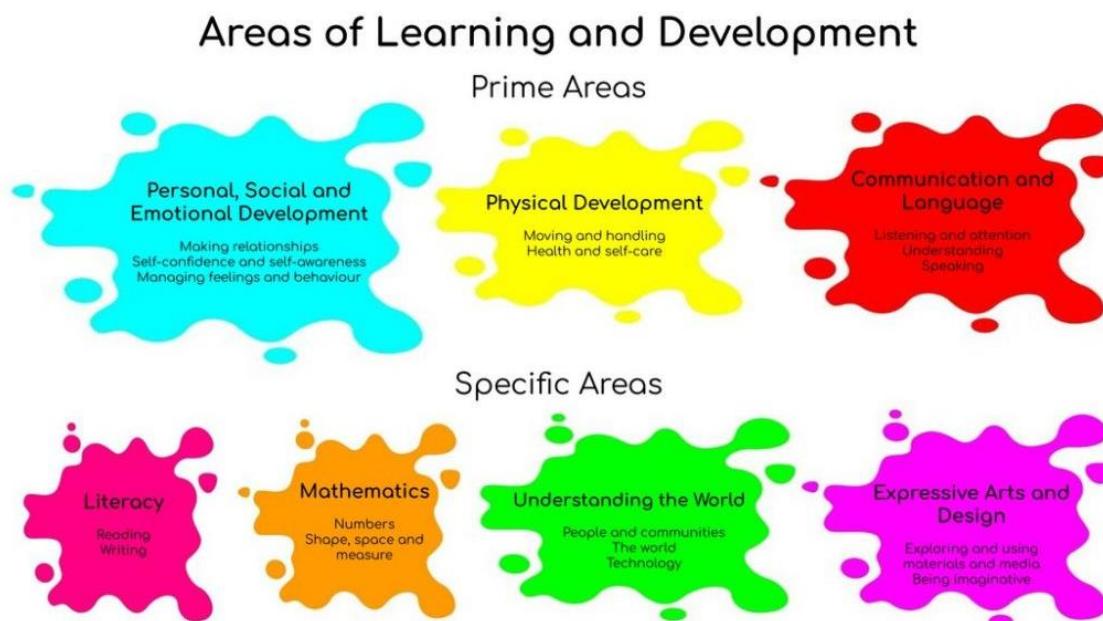 Areas of Learning and Development
Prime Areas
Personal, Social and
Emotional Development
Making relationships
Self-confidence and self-awareness
Managing feelings and behaviour
Physical Development
Moving and handling
Health and self-care
Communication and
Language
Listening and attention
Understanding
Speaking
Specific Areas
Literacy
Reading
Writing
Mathematics
Numbers
Shape, space and
measure
Understanding the World
People and communities
The world
Technology
Expressive Arts and
Design
Exploring and using
materials and media
Being imaginative